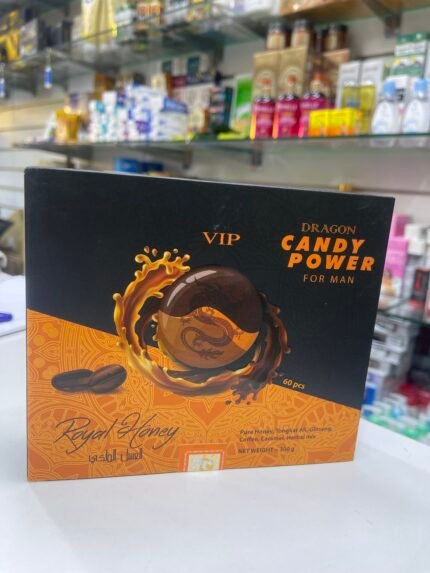 VIP
DRAGON
CANDY
POWER
FOR MAN
60 pcs
Royal Honey
العسل الملكي
Pure Honey, Tongkat Ali, Ginseng,
Coffee, Caramel, Herbal mix
NET WEIGHT ~ 300 g